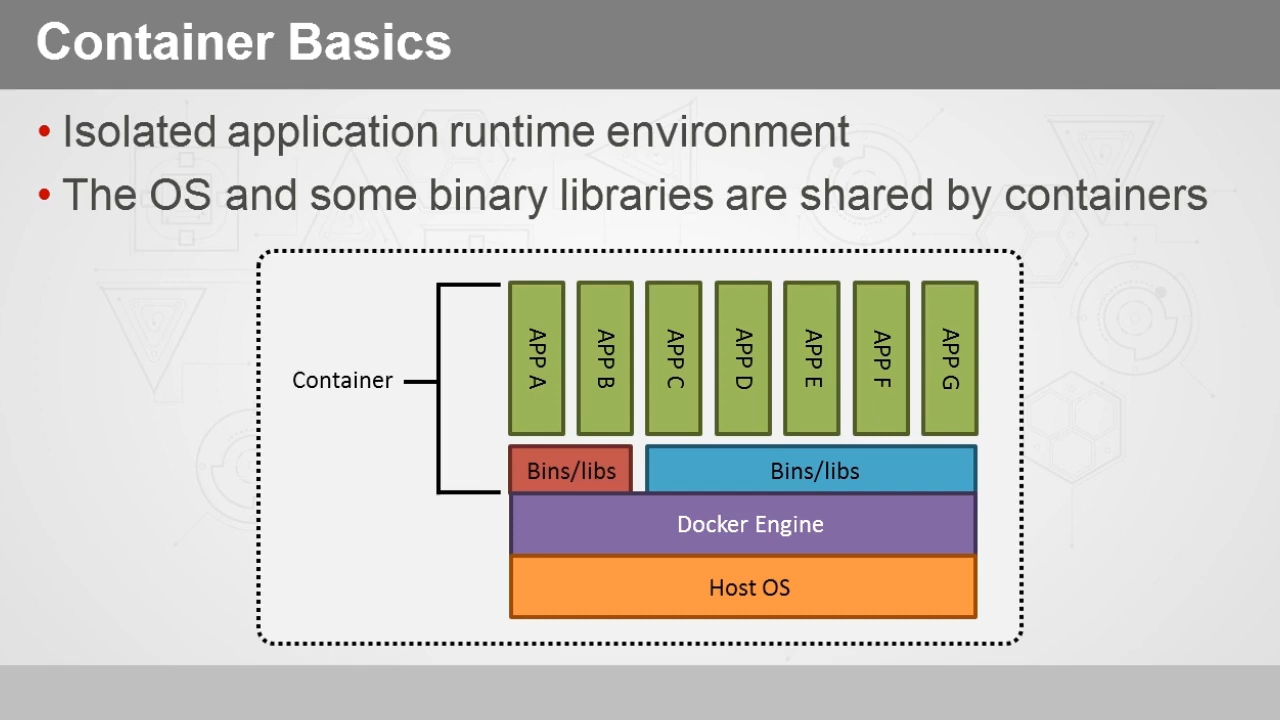 Container Basics
• Isolated application runtime environment
• The OS and some binary libraries are shared by containers
Container
APP A
APP B
APP C
APP D
APP E
APP F
APP G
Bins/libs
Bins/libs
Docker Engine
Host OS